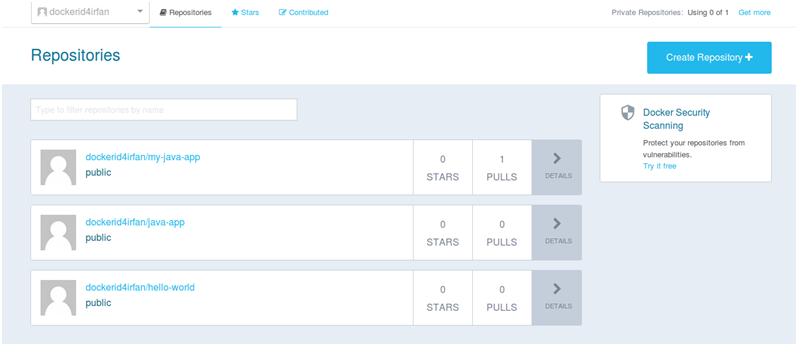 dockerid4irfan
Repositories
Stars
Contributed
Private Repositories: Using 0 of 1 Get more
Repositories
Create Repository
Type to filter repositories by name
dockerid4irfan/my-java-app
public
0
STARS
1
PULLS
DETAILS
dockerid4irfan/java-app
public
0
STARS
0
PULLS
DETAILS
dockerid4irfan/hello-world
public
0
STARS
0
PULLS
DETAILS
Docker Security
Scanning
Protect your repositories from
vulnerabilities.
Try it free